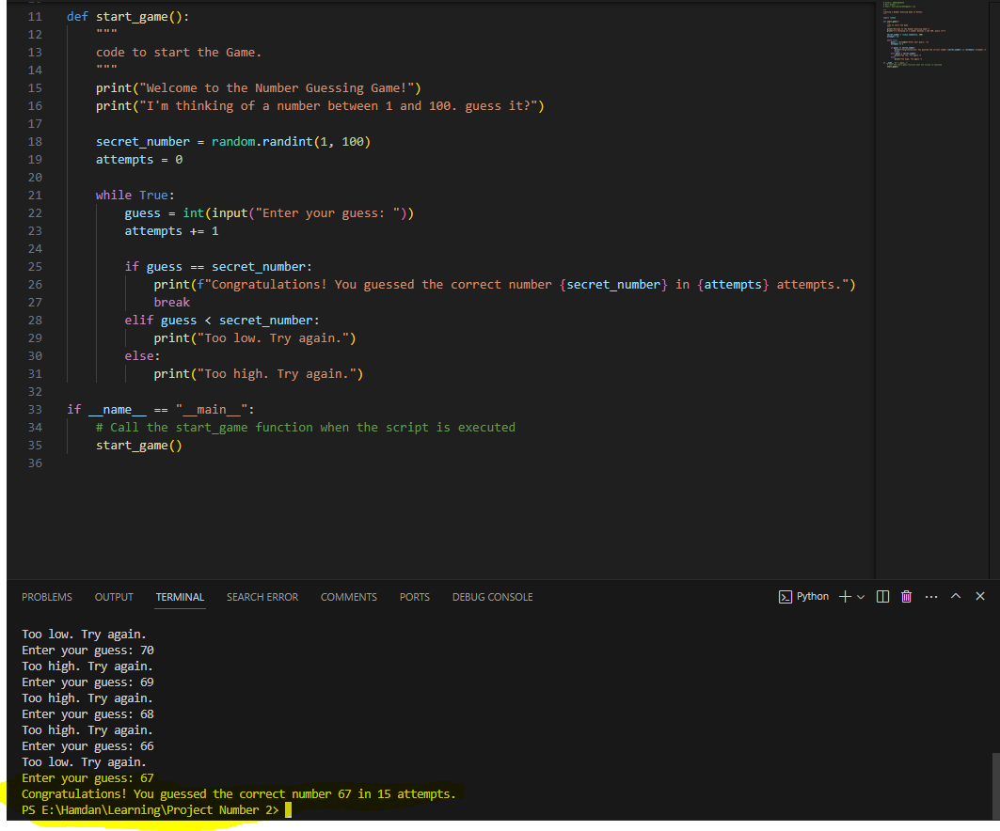 11 def start_game():
12     """
13     code to start the Game.
14     """
15     print("Welcome to the Number Guessing Game!")
16     print("I'm thinking of a number between 1 and 100. guess it?")
17
18     secret_number = random.randint(1, 100)
19     attempts = 0
20
21     while True:
22         guess = int(input("Enter your guess: "))
23         attempts += 1
24
25         if guess == secret_number:
26             print(f"Congratulations! You guessed the correct number {secret_number} in {attempts} attempts.")
27             break
28         elif guess < secret_number:
29             print("Too low. Try again.")
30         else:
31             print("Too high. Try again.")
32
33 if __name__ == "__main__":
34     # Call the start_game function when the script is executed
35     start_game()
36
PROBLEMS OUTPUT TERMINAL SEARCH ERROR COMMENTS PORTS DEBUG CONSOLE Python
Too low. Try again.
Enter your guess: 70
Too high. Try again.
Enter your guess: 69
Too high. Try again.
Enter your guess: 68
Too high. Try again.
Enter your guess: 66
Too low. Try again.
Enter your guess: 67
Congratulations! You guessed the correct number 67 in 15 attempts.
PS E:\Hamdan\Learning\Project Number 2>